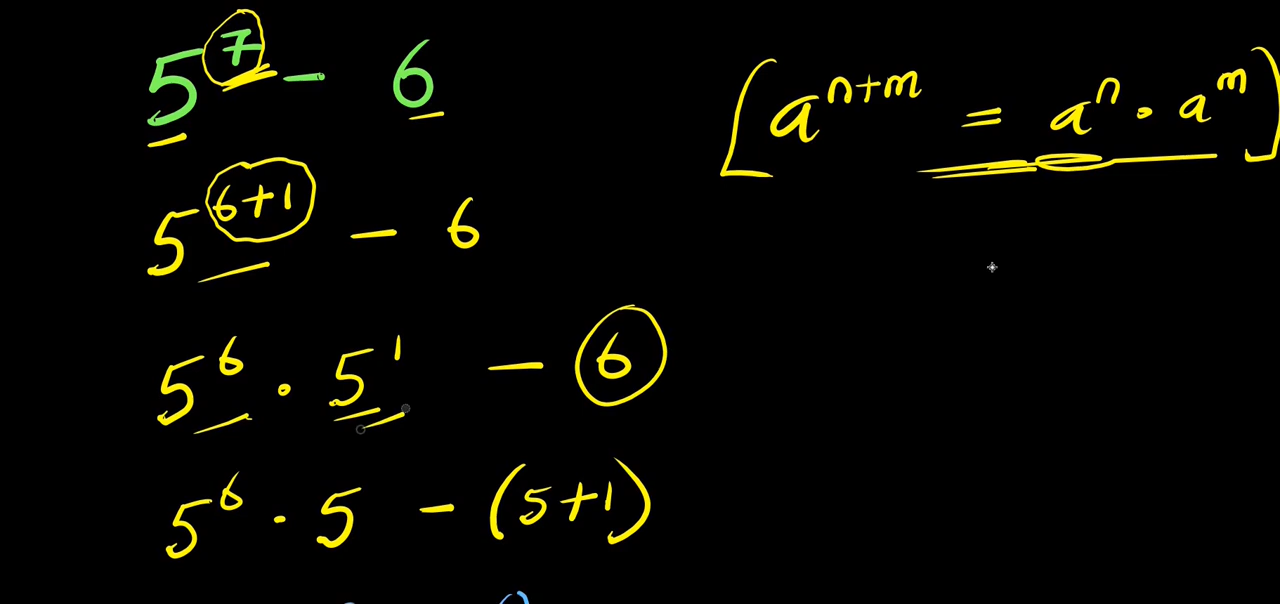 5^7 - 6
[a^{n+m} = a^n · a^m]
5^{6+1} - 6
5^6 · 5^1 - 6
5^6 · 5 - (5+1)